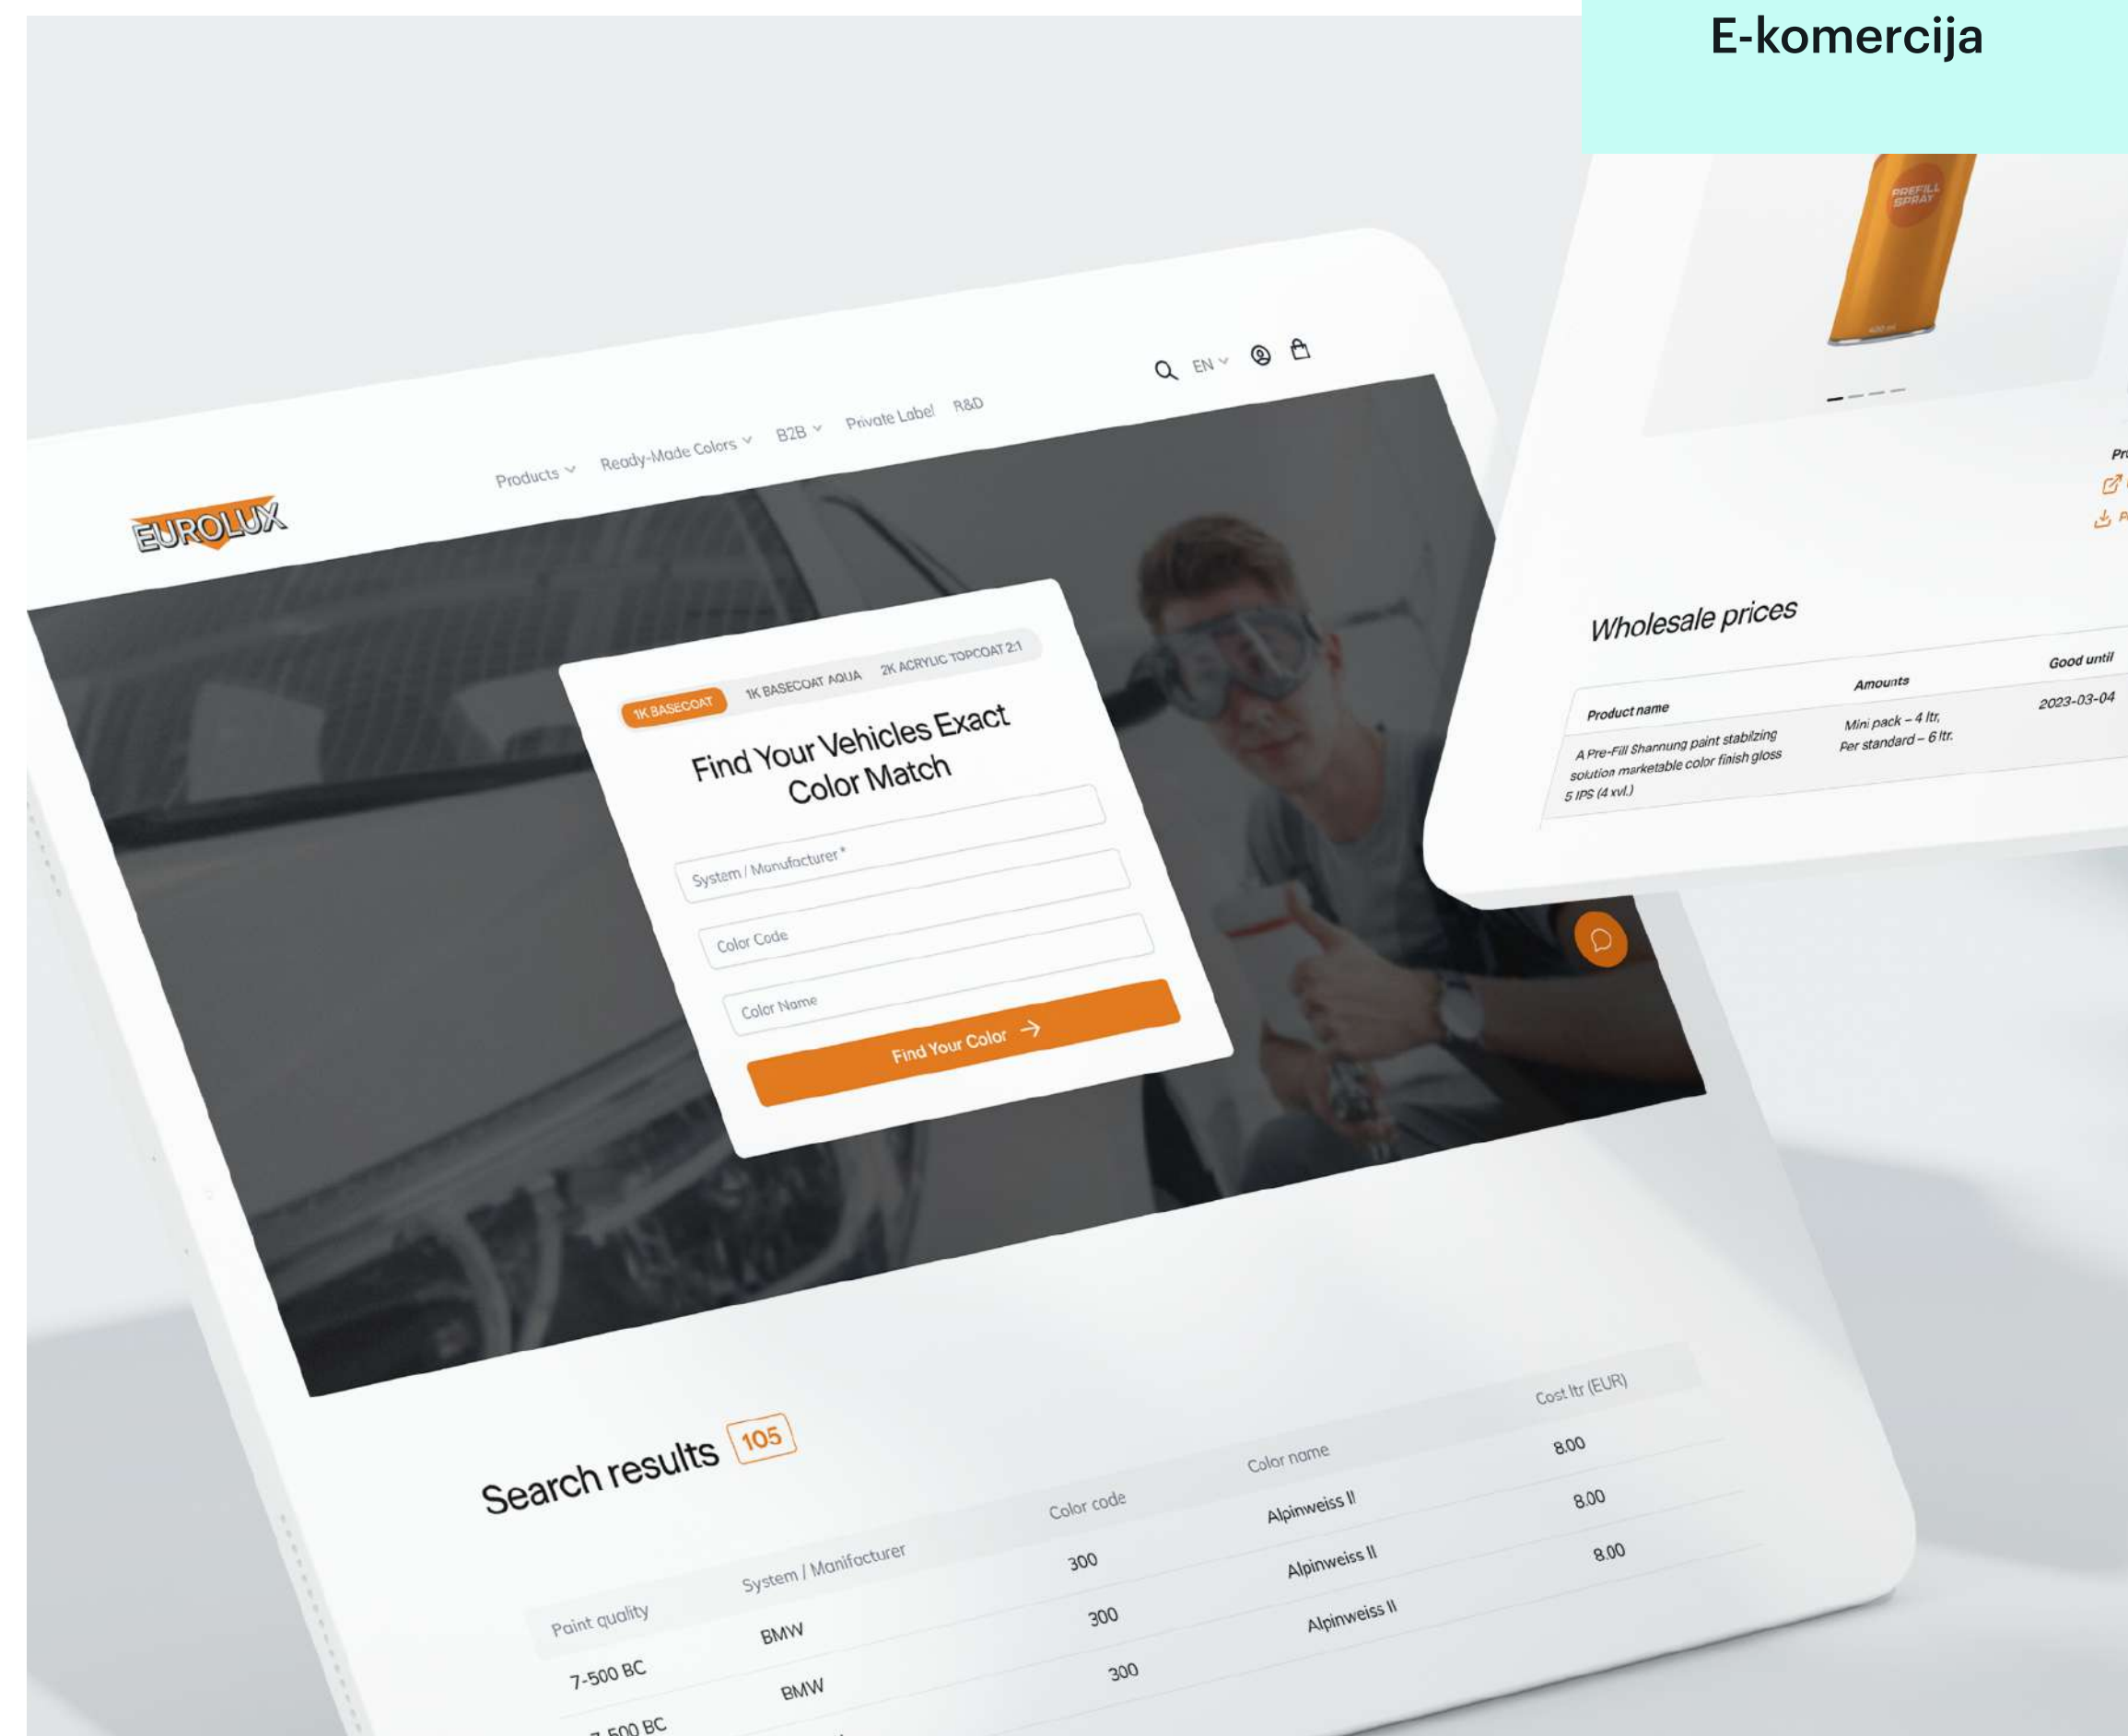 E-komercija
PREFILL
SPRAY
400 ml
EUROLUX
Products
Ready-Made Colors
B2B
Private Label
R&D
EN
1K BASECOAT
1K BASECOAT AQUA
2K ACRYLIC TOPCOAT 2:1
Find Your Vehicles Exact
Color Match
System / Manufacturer*
Color Code
Color Name
Find Your Color
Wholesale prices
Product name
Amounts
Good until
A Pre-Fill Shannung paint stabilzing
solution marketable color finish gloss
5 IPS (4 xvl.)
Mini pack – 4 ltr,
Per standard – 6 ltr.
2023-03-04
Search results 105
Paint quality
System / Manifacturer
Color code
Color name
Cost ltr (EUR)
7-500 BC
BMW
300
Alpinweiss II
8.00
7-500 BC
BMW
300
Alpinweiss II
8.00
300
Alpinweiss II
8.00